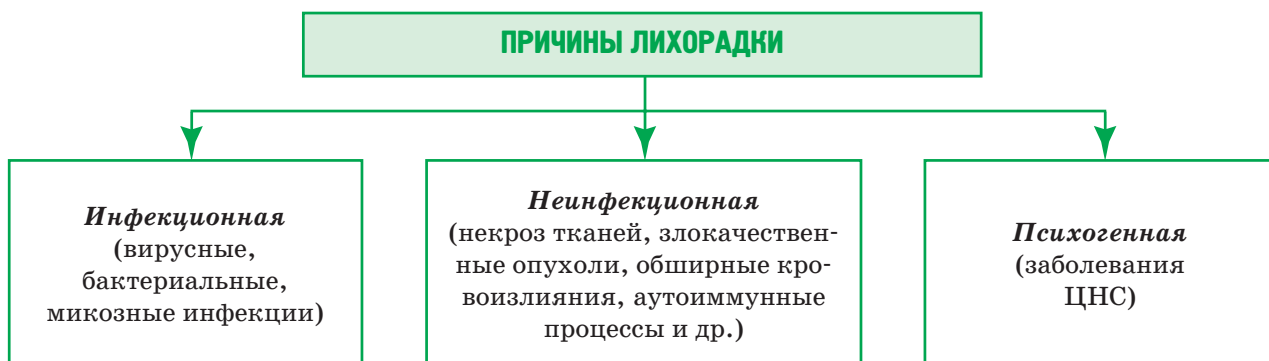 ПРИЧИНЫ ЛИХОРАДКИ
Инфекционная
(вирусные,
бактериальные,
микозные инфекции)
Неинфекционная
(некроз тканей, злокачествен-
ные опухоли, обширные кро-
воизлияния, аутоиммунные
процессы и др.)
Психогенная
(заболевания
ЦНС)